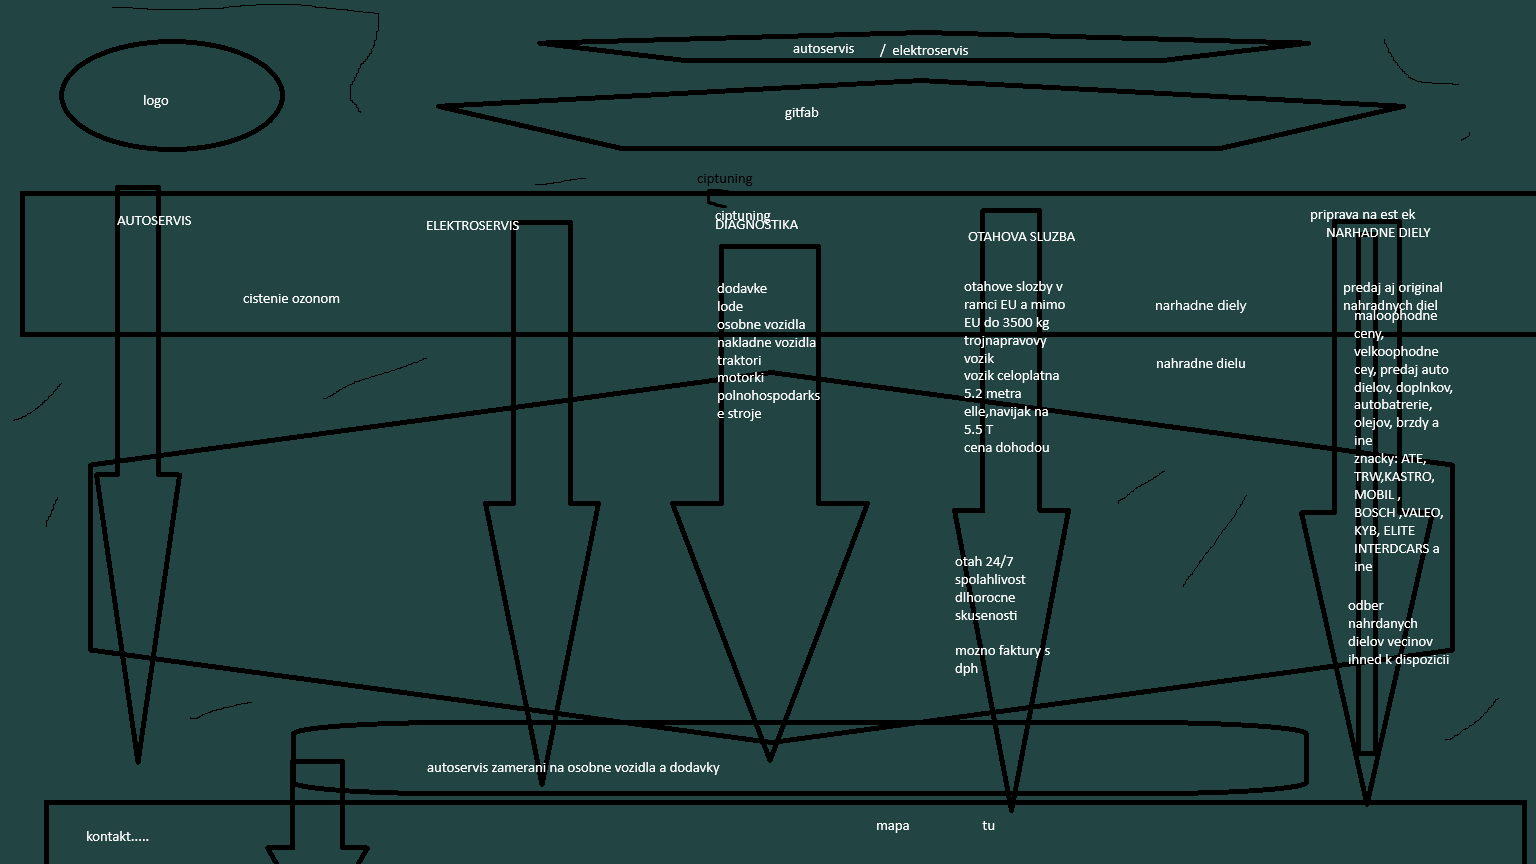 autoservis / elektroservis
logo
gitfab
ciptuning
AUTOSERVIS
ELEKTROSERVIS
ciptuning
DIAGNOSTIKA
OTAHOVA SLUZBA
priprava na est ek
NARHADNE DIELY
cistenie ozonom
dodavke
lode
osobne vozidla
nakladne vozidla
traktori
motorki
polnohospodarks
e stroje
otahove slozby v
ramci EU a mimo
EU do 3500 kg
trojnapravovy
vozik
vozik celoplatna
5.2 metra
elle,navijak na
5.5 T
cena dohodou
otah 24/7
spolahlivost
dlhorocne
skusenosti
mozno faktury s
dph
narhadne diely
nahradne dielu
predaj aj original
nahradnych diel
maloophodne
ceny,
velkoophodne
cey, predaj auto
dielov, doplnkov,
autobatrerie,
olejov, brzdy a
ine
znacky: ATE,
TRW,KASTRO,
MOBIL ,
BOSCH ,VALEO,
KYB, ELITE
INTERDCARS a
ine
odber
nahrdanych
dielov vecinov
ihned k dispozicii
autoservis zamerani na osobne vozidla a dodavky
kontakt.....
mapa tu